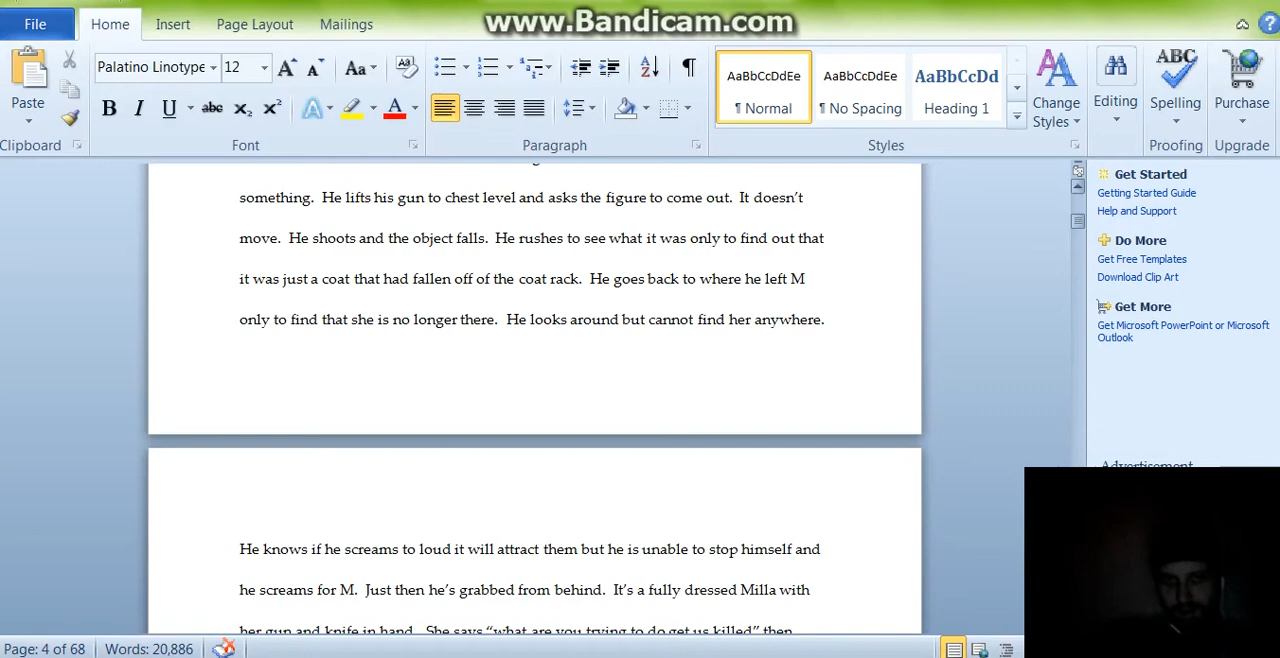 www.Bandicam.com
File Home Insert Page Layout Mailings
Palatino Linotype 12
Aa
AaBbCcDdEe AaBbCcDdEe AaBbCcDd
¶ Normal ¶ No Spacing Heading 1
Paste
Change
Styles
Editing Spelling Purchase
ABC
B I U abc X₂ X² A A
Clipboard Font Paragraph Styles Proofing Upgrade
something. He lifts his gun to chest level and asks the figure to come out. It doesn't
move. He shoots and the object falls. He rushes to see what it was only to find out that
it was just a coat that had fallen off of the coat rack. He goes back to where he left M
only to find that she is no longer there. He looks around but cannot find her anywhere.
He knows if he screams to loud it will attract them but he is unable to stop himself and
he screams for M. Just then he's grabbed from behind. It's a fully dressed Milla with
her gun and knife in hand. She says "what are you trying to do get us killed" then
Get Started
Getting Started Guide
Help and Support
Do More
Get Free Templates
Download Clip Art
Get More
Get Microsoft PowerPoint or Microsoft
Outlook
Advertisement
Page: 4 of 68 Words: 20,886